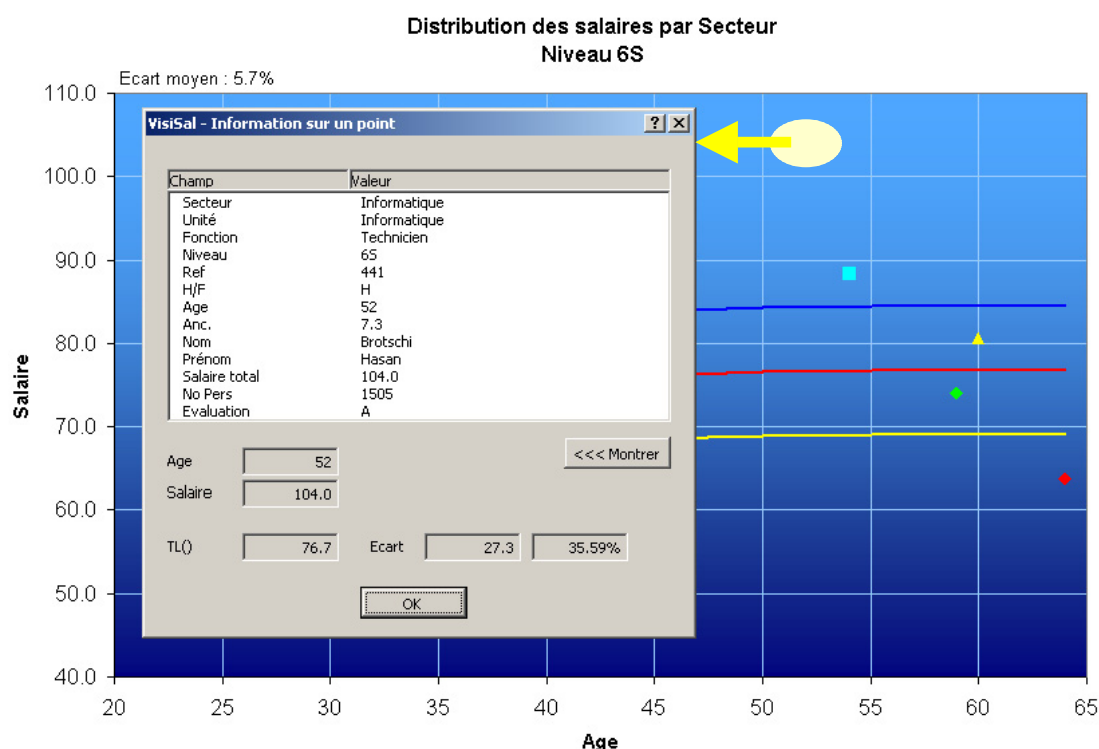 Distribution des salaires par Secteur
Niveau 6S
Ecart moyen : 5.7%
110.0
100.0
90.0
80.0
70.0
60.0
50.0
40.0
Salaire
VisiSal - Information sur un point
Champ Valeur
Secteur Informatique
Unité Informatique
Fonction Technicien
Niveau 6S
Ref 441
H/F H
Age 52
Anc. 7.3
Nom Brotschi
Prénom Hasan
Salaire total 104.0
No Pers 1505
Evaluation A
<<< Montrer
Age 52
Salaire 104.0
TL() 76.7 Ecart 27.3 35.59%
OK
20 25 30 35 40 45 50 55 60 65
Age